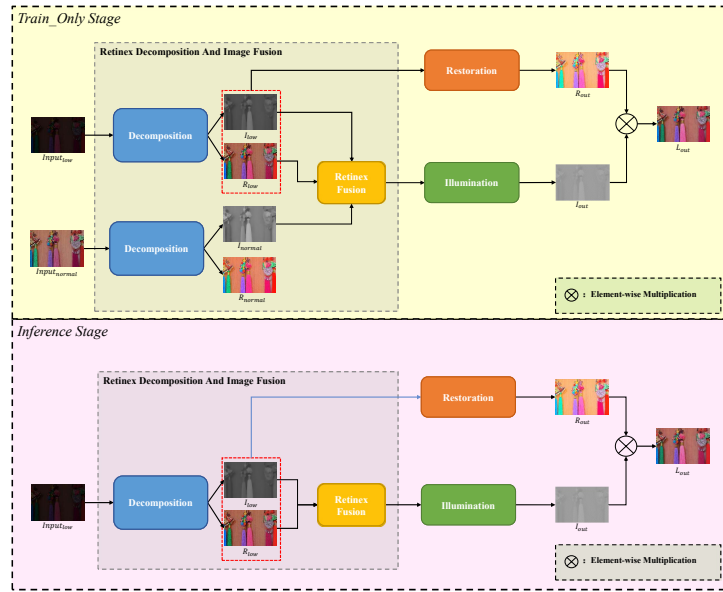 Train_Only Stage
Retinex Decomposition And Image Fusion
Restoration
R_out
Decomposition
I_low
Input_low
R_low
L_out
Retinex
Fusion
Illumination
I_out
Decomposition
I_normal
Input_normal
R_normal
: Element-wise Multiplication
Inference Stage
Retinex Decomposition And Image Fusion
Restoration
R_out
L_out
Decomposition
I_low
Retinex
Fusion
Illumination
Input_low
R_low
I_out
: Element-wise Multiplication